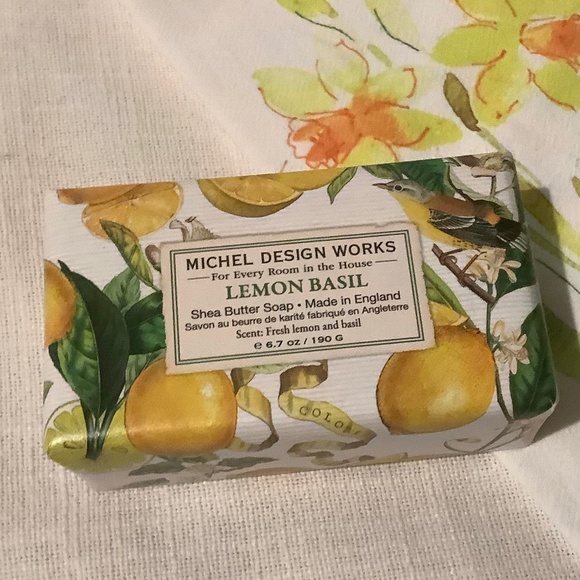 MICHEL DESIGN WORKS
For Every Room in the House
LEMON BASIL
Shea Butter Soap • Made in England
Savon au beurre de karité fabriqué en Angleterre
Scent: Fresh lemon and basil
e 6.7 oz / 190 G
COLOR